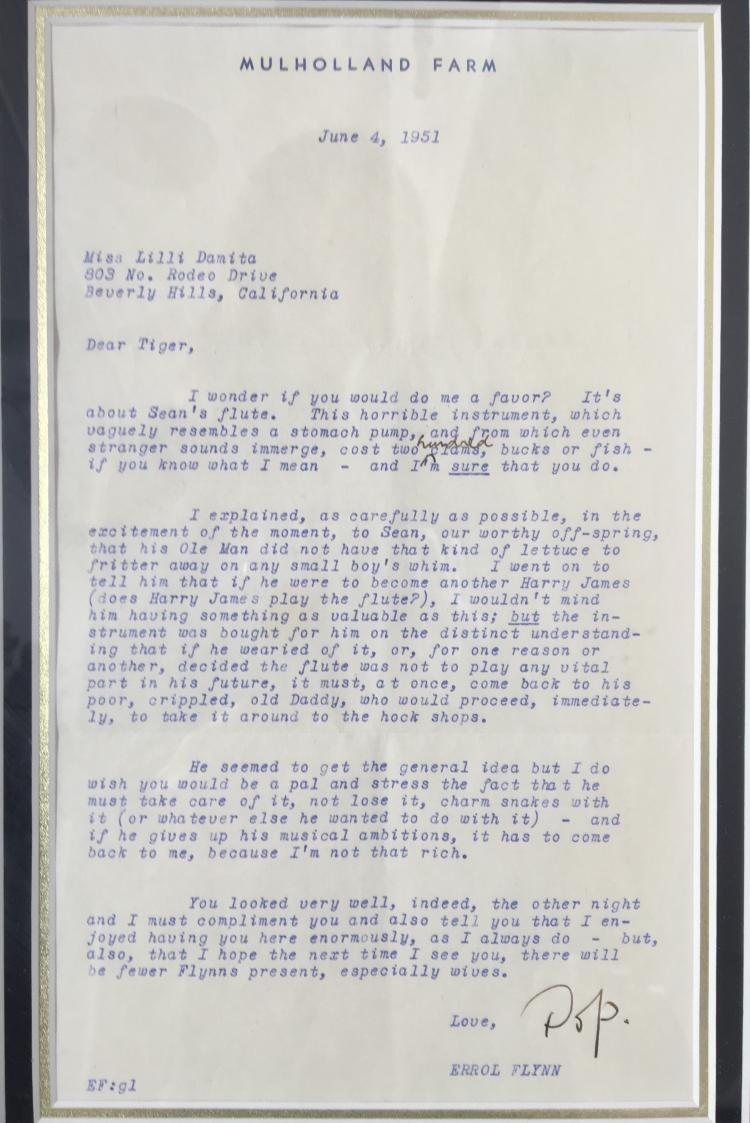 MULHOLLAND FARM
June 4, 1951
Miss Lilli Damita
803 No. Rodeo Drive
Beverly Hills, California
Dear Tiger,
I wonder if you would do me a favor? It's
about Sean's flute. This horrible instrument, which
vaguely resembles a stomach pump, and from which even
stranger sounds immerge, cost two hundred clams, bucks or fish -
if you know what I mean - and I'm sure that you do.
I explained, as carefully as possible, in the
excitement of the moment, to Sean, our worthy off-spring,
that his Ole Man did not have that kind of lettuce to
fritter away on any small boy's whim. I went on to
tell him that if he were to become another Harry James
(does Harry James play the flute?), I wouldn't mind
him having something as valuable as this; but the in-
strument was bought for him on the distinct understand-
ing that if he wearied of it, or, for one reason or
another, decided the flute was not to play any vital
part in his future, it must, at once, come back to his
poor, crippled, old Daddy, who would proceed, immediate-
ly, to take it around to the hock shops.
He seemed to get the general idea but I do
wish you would be a pal and stress the fact that he
must take care of it, not lose it, charm snakes with
it (or whatever else he wanted to do with it) - and
if he gives up his musical ambitions, it has to come
back to me, because I'm not that rich.
You looked very well, indeed, the other night
and I must compliment you and also tell you that I en-
joyed having you here enormously, as I always do - but,
also, that I hope the next time I see you, there will
be fewer Flynns present, especially wives.
Love, Pop.
ERROL FLYNN
EF:gl